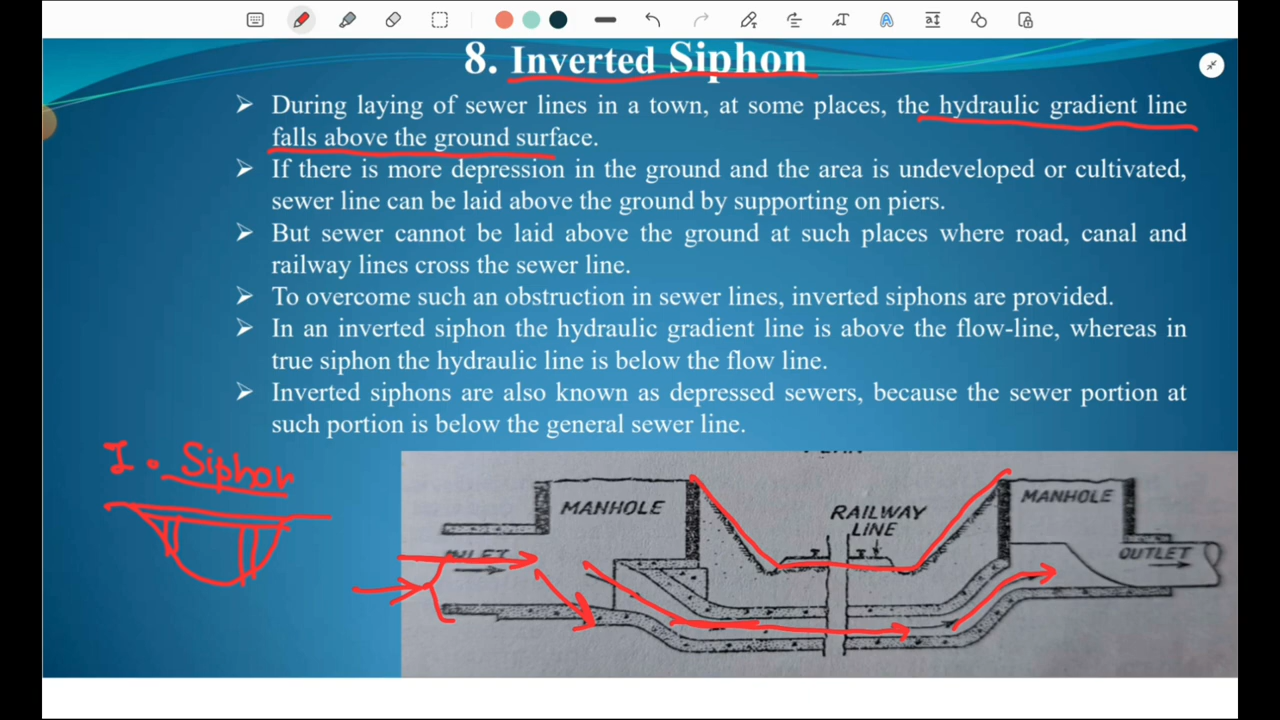 8. Inverted Siphon
➢ During laying of sewer lines in a town, at some places, the hydraulic gradient line
falls above the ground surface.
➢ If there is more depression in the ground and the area is undeveloped or cultivated,
sewer line can be laid above the ground by supporting on piers.
➢ But sewer cannot be laid above the ground at such places where road, canal and
railway lines cross the sewer line.
➢ To overcome such an obstruction in sewer lines, inverted siphons are provided.
➢ In an inverted siphon the hydraulic gradient line is above the flow-line, whereas in
true siphon the hydraulic line is below the flow line.
➢ Inverted siphons are also known as depressed sewers, because the sewer portion at
such portion is below the general sewer line.
I. Siphon
MANHOLE
RAILWAY
LINE
MANHOLE
INLET
OUTLET